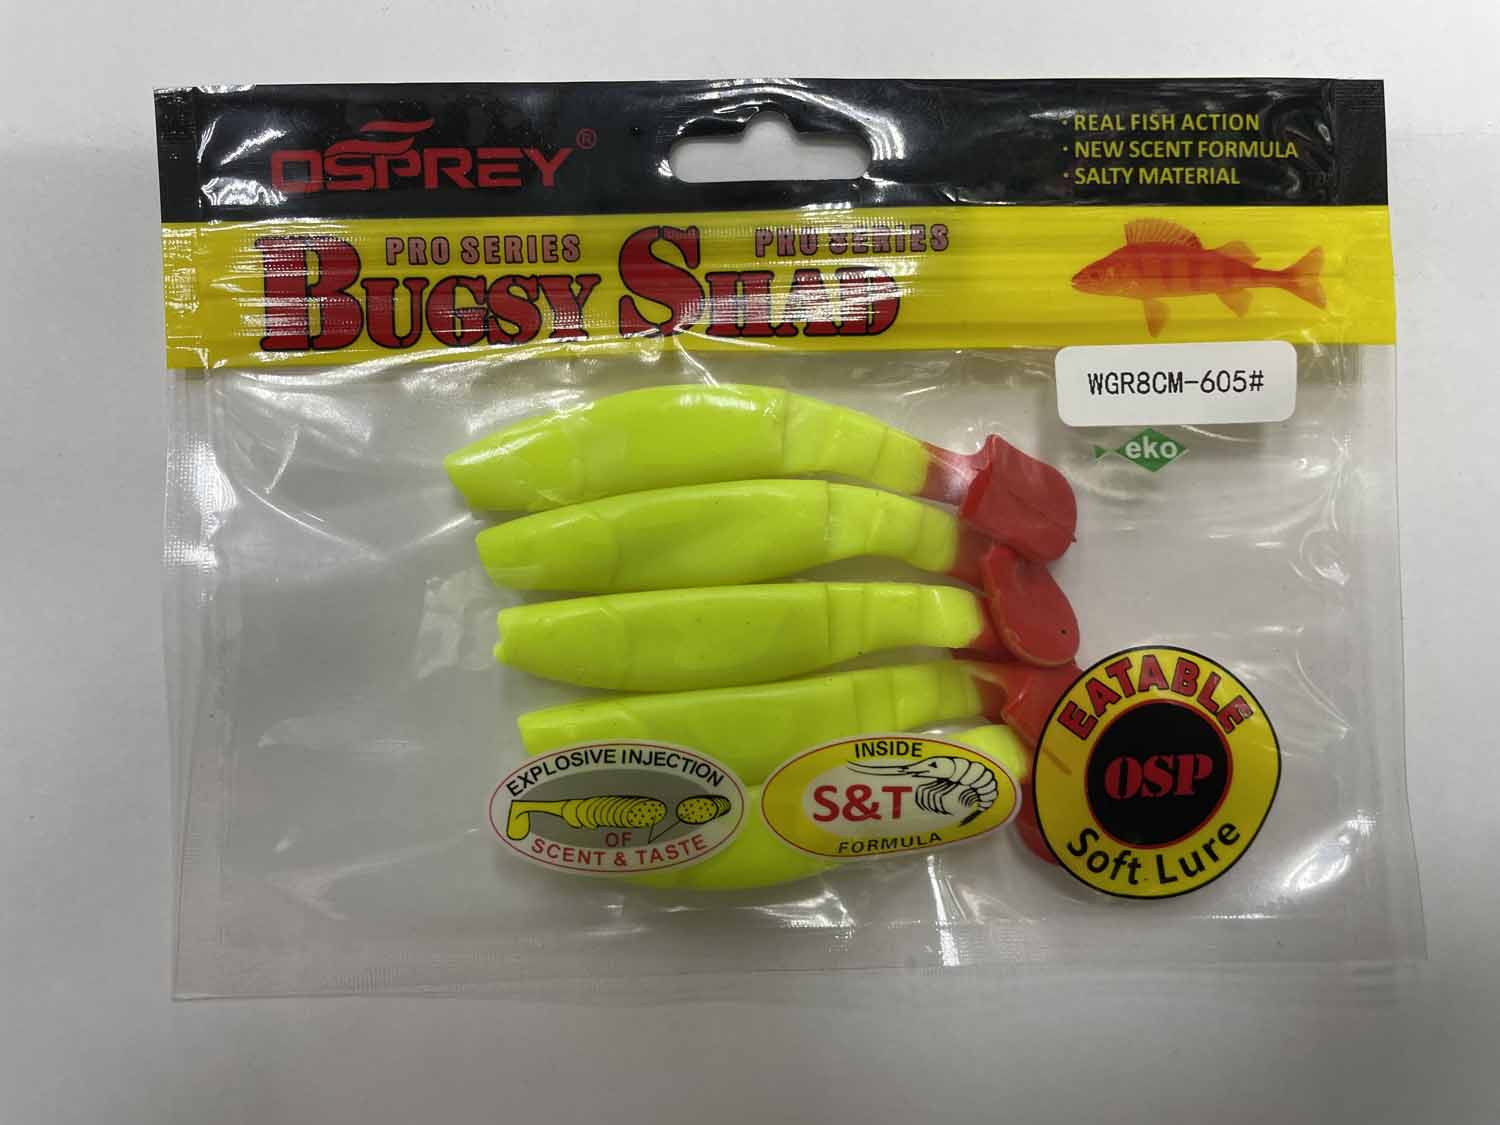 OSPREY®
· REAL FISH ACTION
· NEW SCENT FORMULA
· SALTY MATERIAL
PRO SERIES PRO SERIES
BUGSY SHAD
WGR8CM-605#
eko
EXPLOSIVE INJECTION
OF
SCENT & TASTE
INSIDE
S&T
FORMULA
EATABLE
OSP
Soft Lure